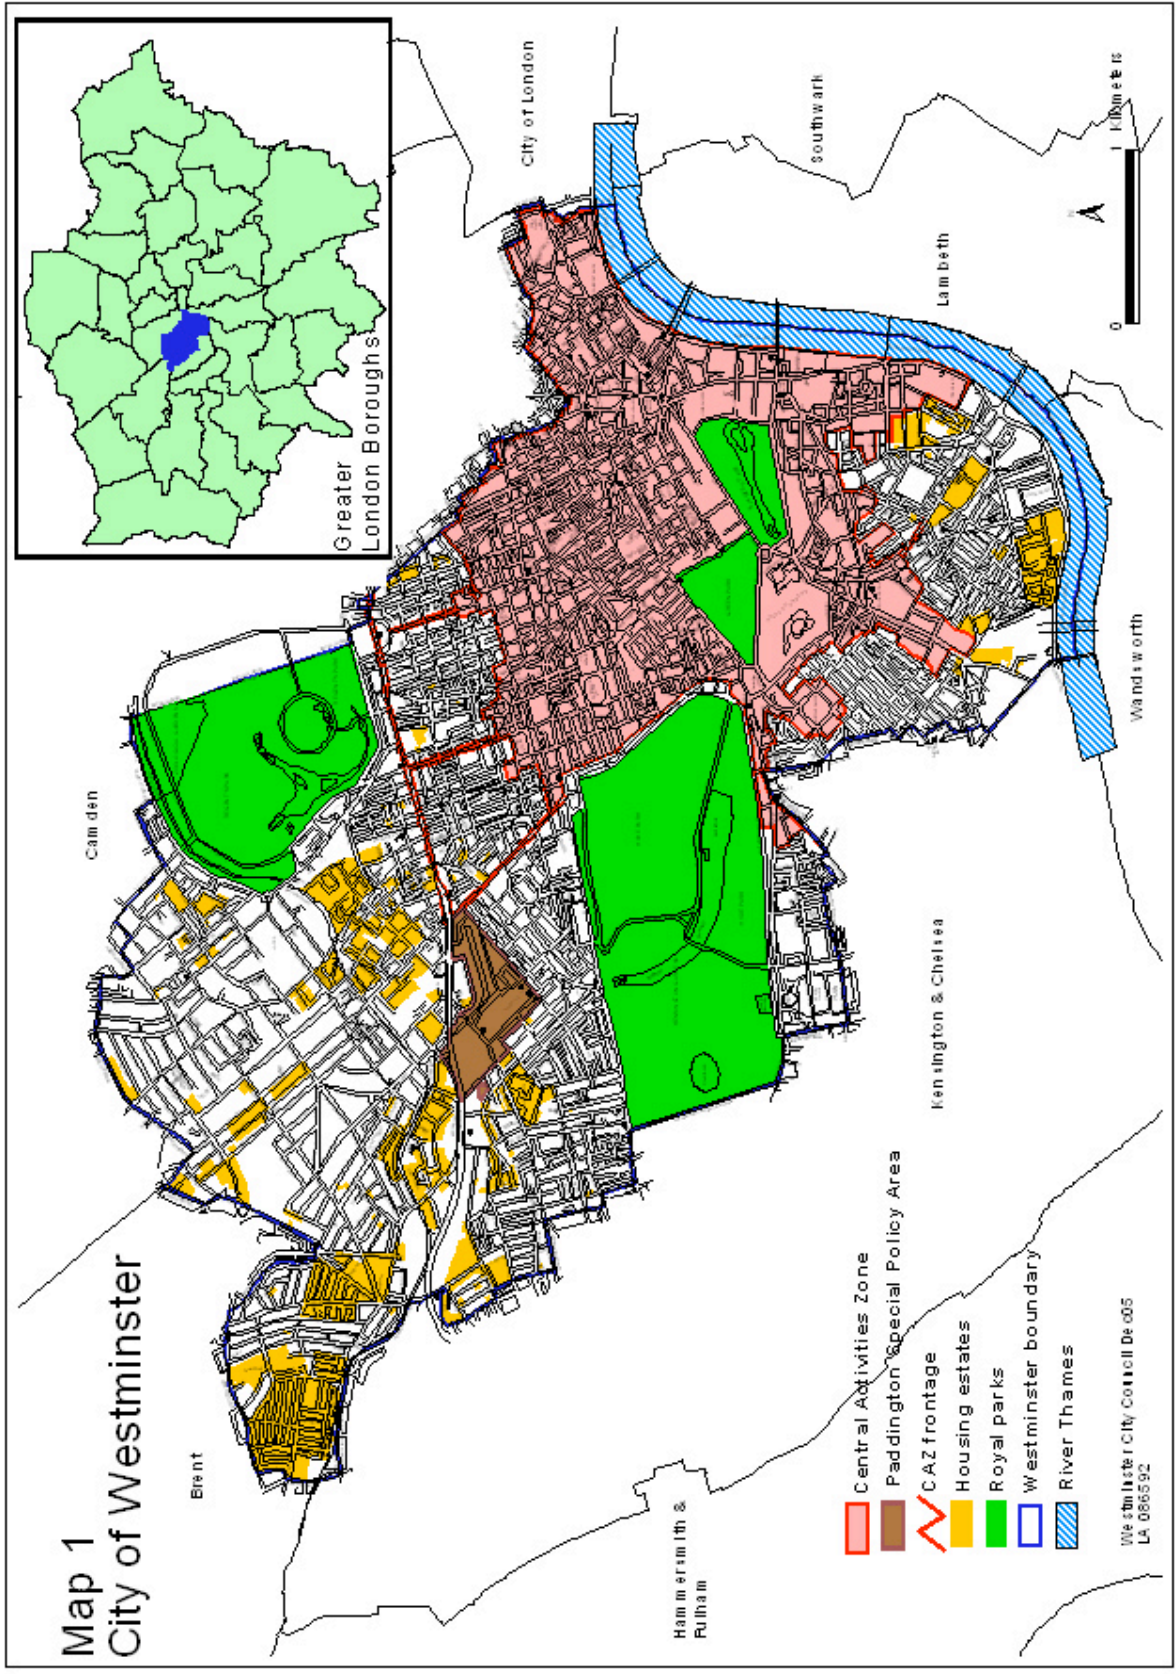 Map 1
City of Westminster
Greater
London Boroughs
Brent
Camden
City of London
Southwark
Lambeth
Wandsworth
Kensington & Chelsea
Hammersmith &
Fulham
Central Activities Zone
Paddington Special Policy Area
CAZ frontage
Housing estates
Royal parks
Westminster boundary
River Thames
N
0 1 Kilometers
Westminster City Council Dec05
LA 086592